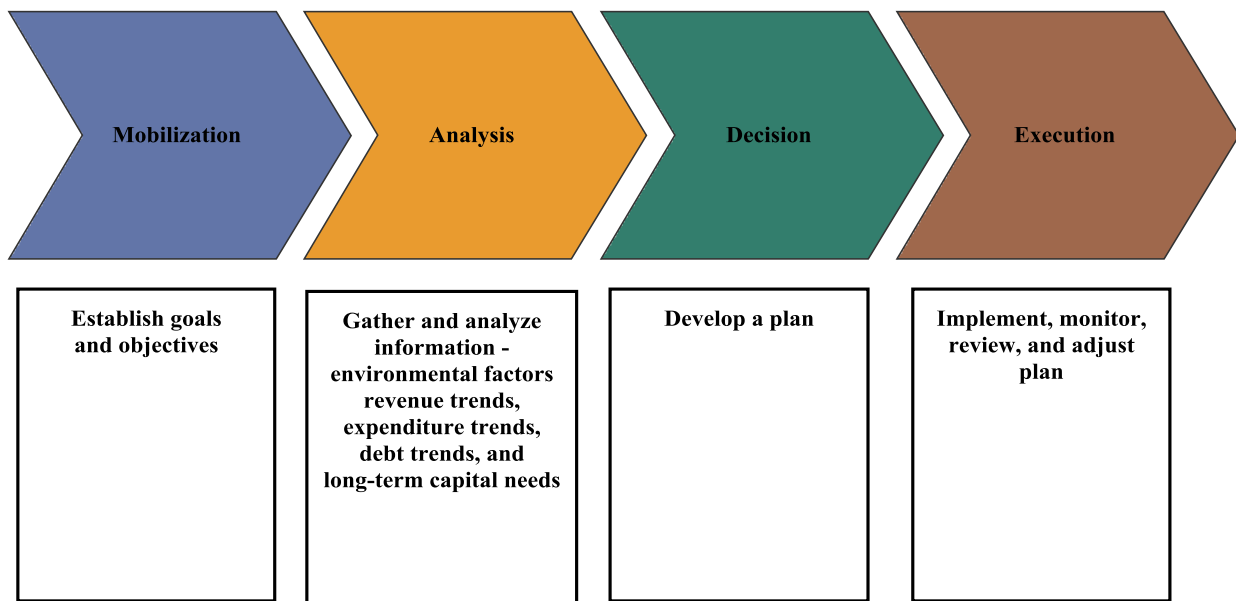 Mobilization
Analysis
Decision
Execution
Establish goals
and objectives
Gather and analyze
information -
environmental factors
revenue trends,
expenditure trends,
debt trends, and
long-term capital needs
Develop a plan
Implement, monitor,
review, and adjust
plan